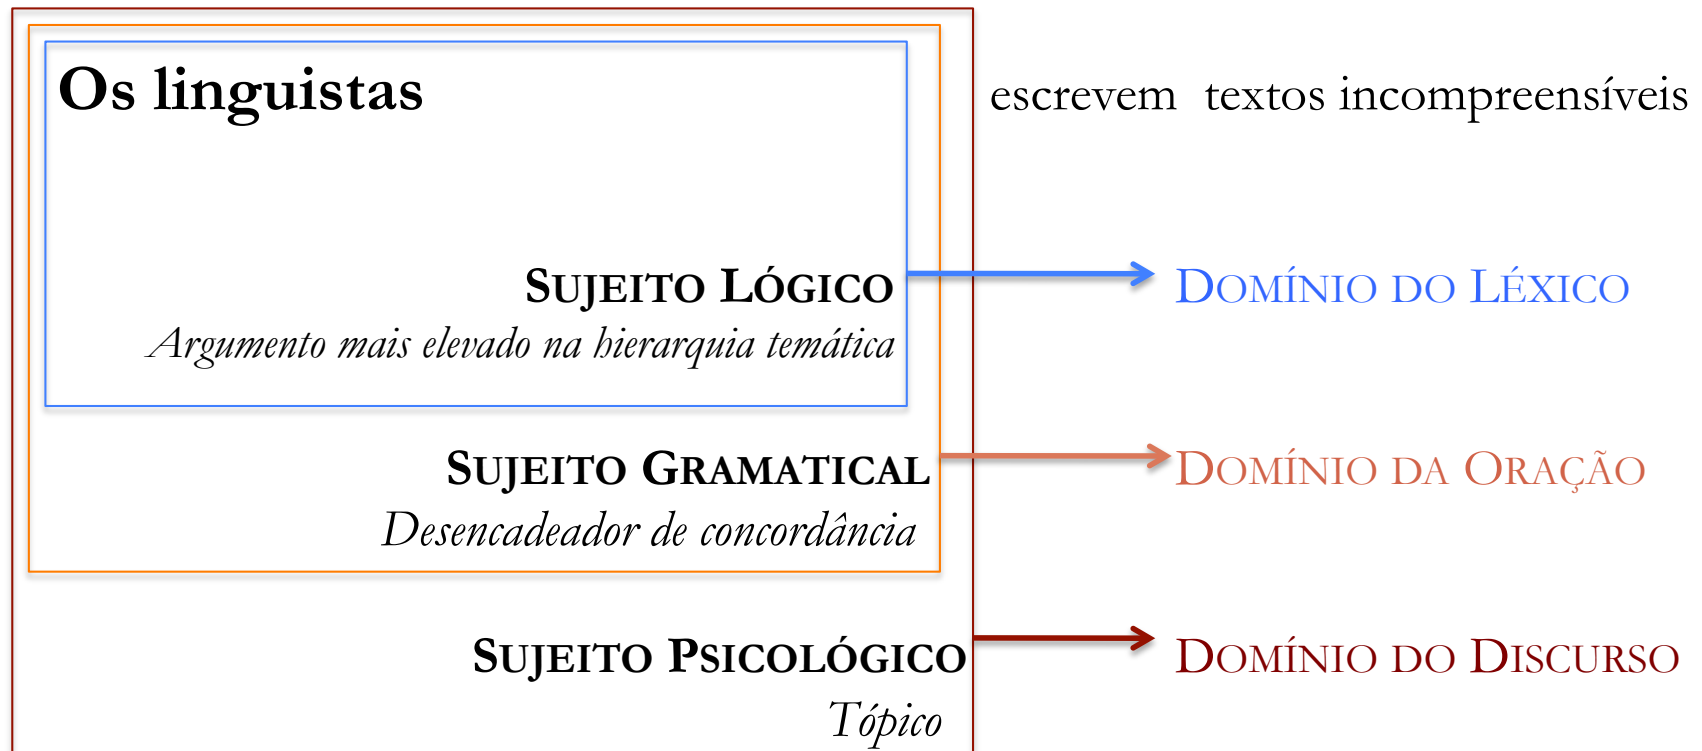 Os linguistas escrevem textos incompreensíveis
SUJEITO LÓGICO DOMÍNIO DO LÉXICO
Argumento mais elevado na hierarquia temática
SUJEITO GRAMATICAL DOMÍNIO DA ORAÇÃO
Desencadeador de concordância
SUJEITO PSICOLÓGICO DOMÍNIO DO DISCURSO
Tópico